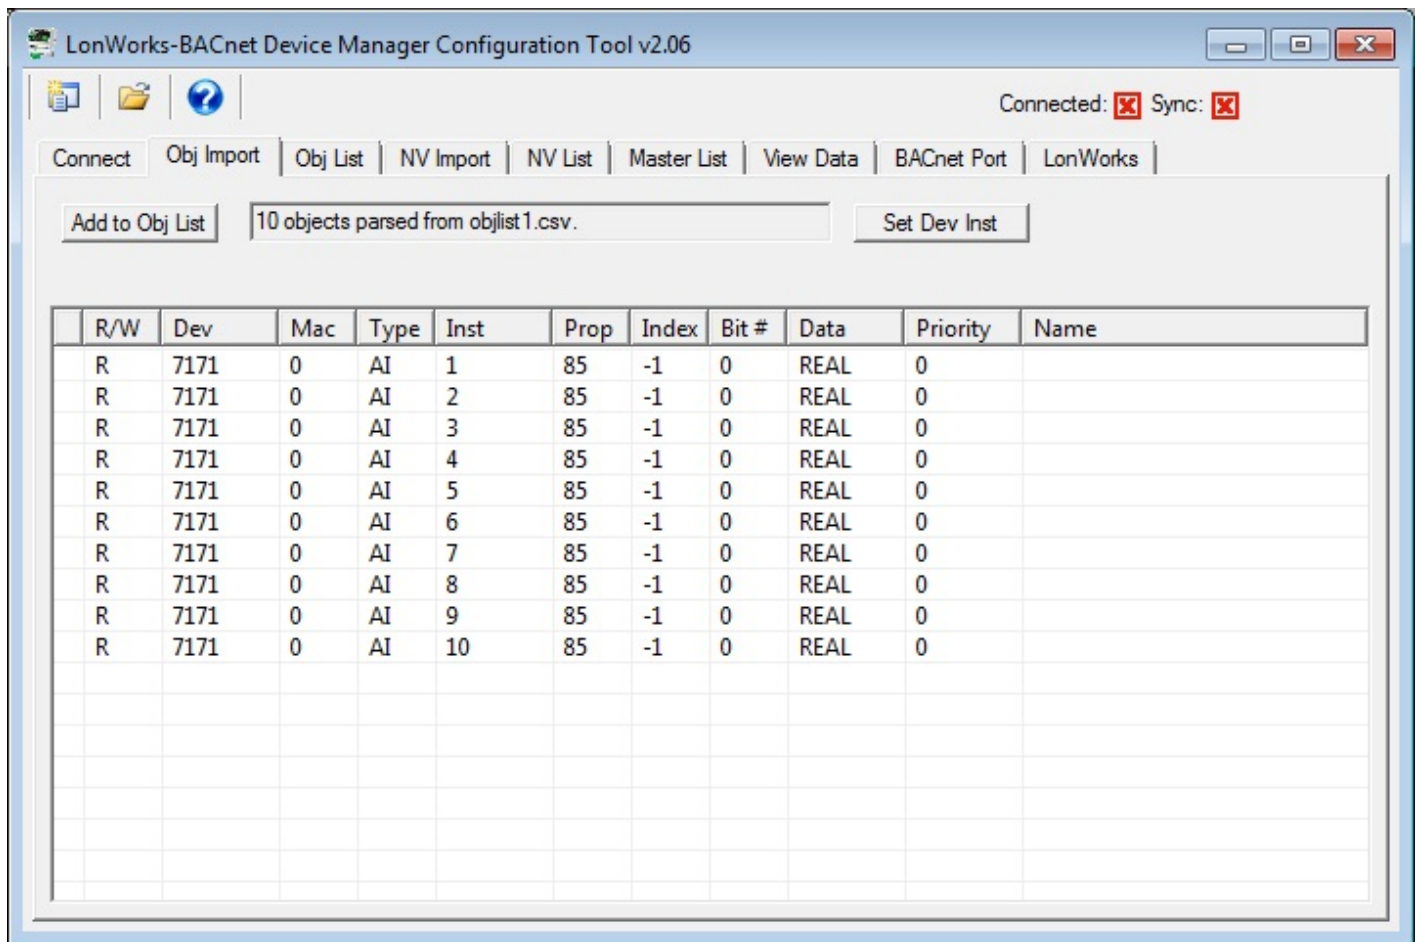 LonWorks-BACnet Device Manager Configuration Tool v2.06
Connected: Sync:
Connect Obj Import Obj List NV Import NV List Master List View Data BACnet Port LonWorks
Add to Obj List 10 objects parsed from objlist1.csv. Set Dev Inst
R/W Dev Mac Type Inst Prop Index Bit # Data Priority Name
R 7171 0 AI 1 85 -1 0 REAL 0
R 7171 0 AI 2 85 -1 0 REAL 0
R 7171 0 AI 3 85 -1 0 REAL 0
R 7171 0 AI 4 85 -1 0 REAL 0
R 7171 0 AI 5 85 -1 0 REAL 0
R 7171 0 AI 6 85 -1 0 REAL 0
R 7171 0 AI 7 85 -1 0 REAL 0
R 7171 0 AI 8 85 -1 0 REAL 0
R 7171 0 AI 9 85 -1 0 REAL 0
R 7171 0 AI 10 85 -1 0 REAL 0